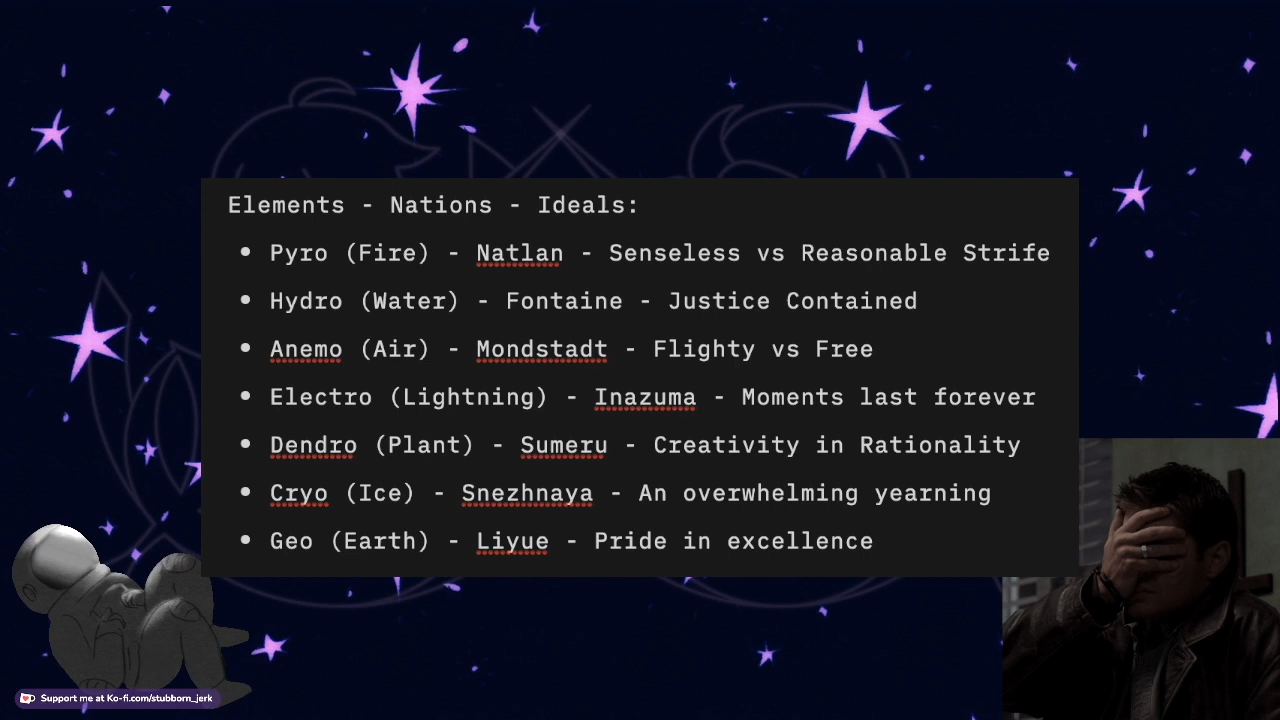 Elements - Nations - Ideals:
• Pyro (Fire) - Natlan - Senseless vs Reasonable Strife
• Hydro (Water) - Fontaine - Justice Contained
• Anemo (Air) - Mondstadt - Flighty vs Free
• Electro (Lightning) - Inazuma - Moments last forever
• Dendro (Plant) - Sumeru - Creativity in Rationality
• Cryo (Ice) - Snezhnaya - An overwhelming yearning
• Geo (Earth) - Liyue - Pride in excellence
Support me at Ko-fi.com/stubborn_jerk